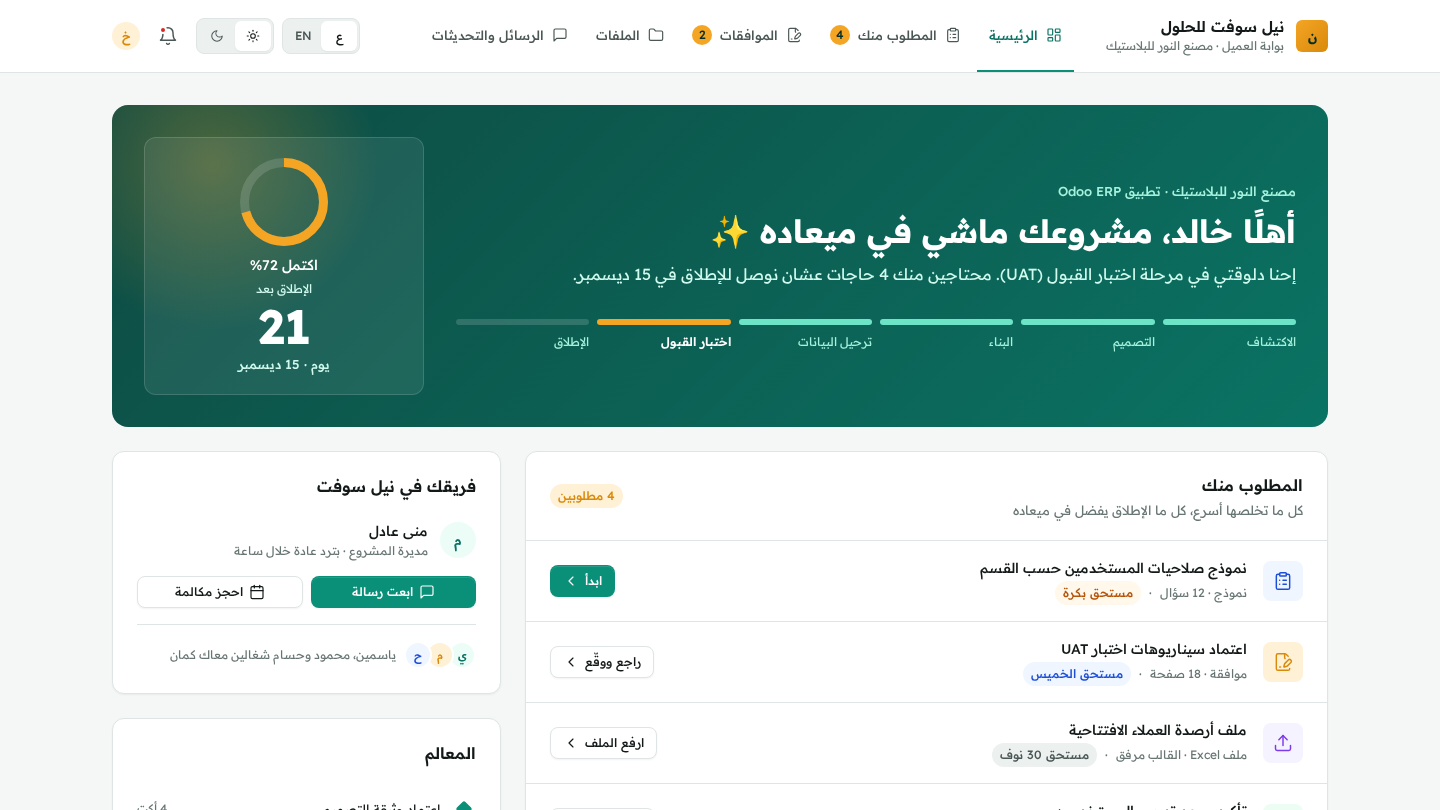 ن
نيل سوفت للحلول
بوابة العميل · مصنع النور للبلاستيك
الرئيسية
المطلوب منك 4
الموافقات 2
الملفات
الرسائل والتحديثات
ع
EN
خ
مصنع النور للبلاستيك · تطبيق Odoo ERP
أهلًا خالد، مشروعك ماشي في ميعاده ✨
إحنا دلوقتي في مرحلة اختبار القبول (UAT). محتاجين منك 4 حاجات عشان نوصل للإطلاق في 15 ديسمبر.
الاكتشاف
التصميم
البناء
ترحيل البيانات
اختبار القبول
الإطلاق
اكتمل 72%
الإطلاق بعد
21
يوم · 15 ديسمبر
المطلوب منك
كل ما تخلصها أسرع، كل ما الإطلاق يفضل في ميعاده
4 مطلوبين
نموذج صلاحيات المستخدمين حسب القسم
نموذج · 12 سؤال · مستحق بكرة
ابدأ
اعتماد سيناريوهات اختبار UAT
موافقة · 18 صفحة · مستحق الخميس
راجع ووقّع
ملف أرصدة العملاء الافتتاحية
ملف Excel · القالب مرفق · مستحق 30 نوف
ارفع الملف
فريقك في نيل سوفت
م
منى عادل
مديرة المشروع · بترد عادة خلال ساعة
ابعت رسالة
احجز مكالمة
ي
م
ح
ياسمين، محمود وحسام شغالين معاك كمان
المعالم
اعتماد وثيقة التصميم
4 أكت